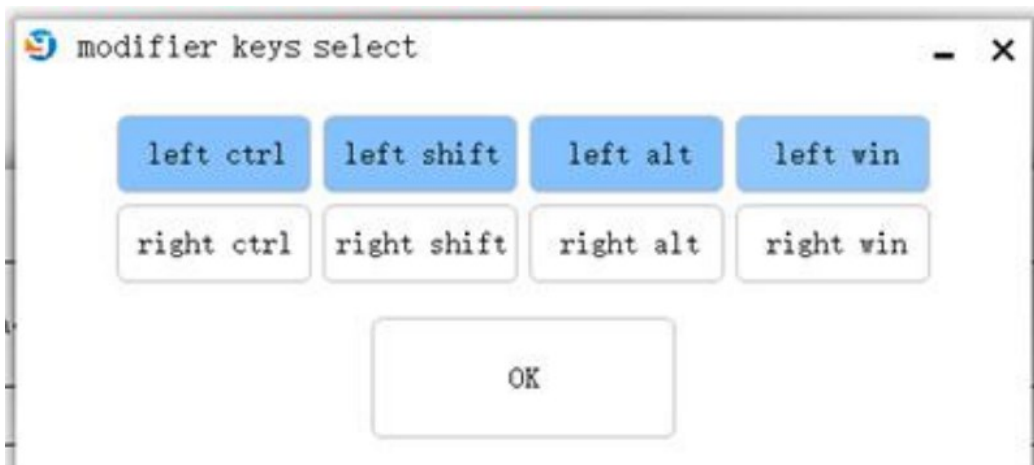 modifier keys select
left ctrl left shift left alt left win
right ctrl right shift right alt right win
OK